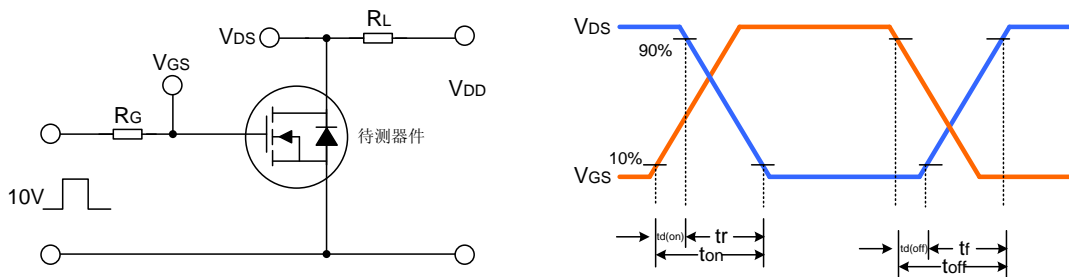 VDS
RL
VGS
VDD
RG
待测器件
10V
VDS
90%
10%
VGS
td(on)
tr
ton
td(off)
tf
toff